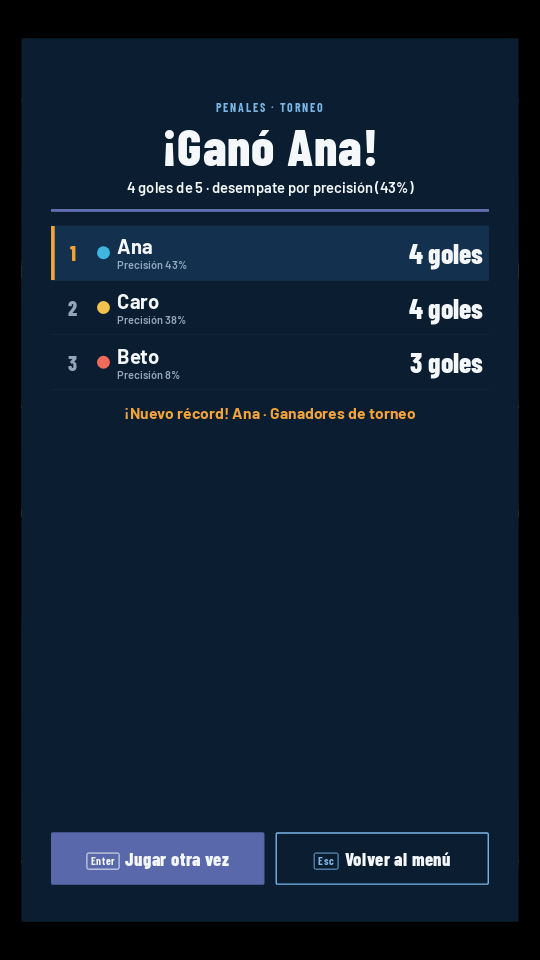 PENALES · TORNEO
¡Ganó Ana!
4 goles de 5 · desempate por precisión (43%)
1 Ana 4 goles
Precisión 43%
2 Caro 4 goles
Precisión 38%
3 Beto 3 goles
Precisión 8%
¡Nuevo récord! Ana · Ganadores de torneo
Enter Jugar otra vez
Esc Volver al menú